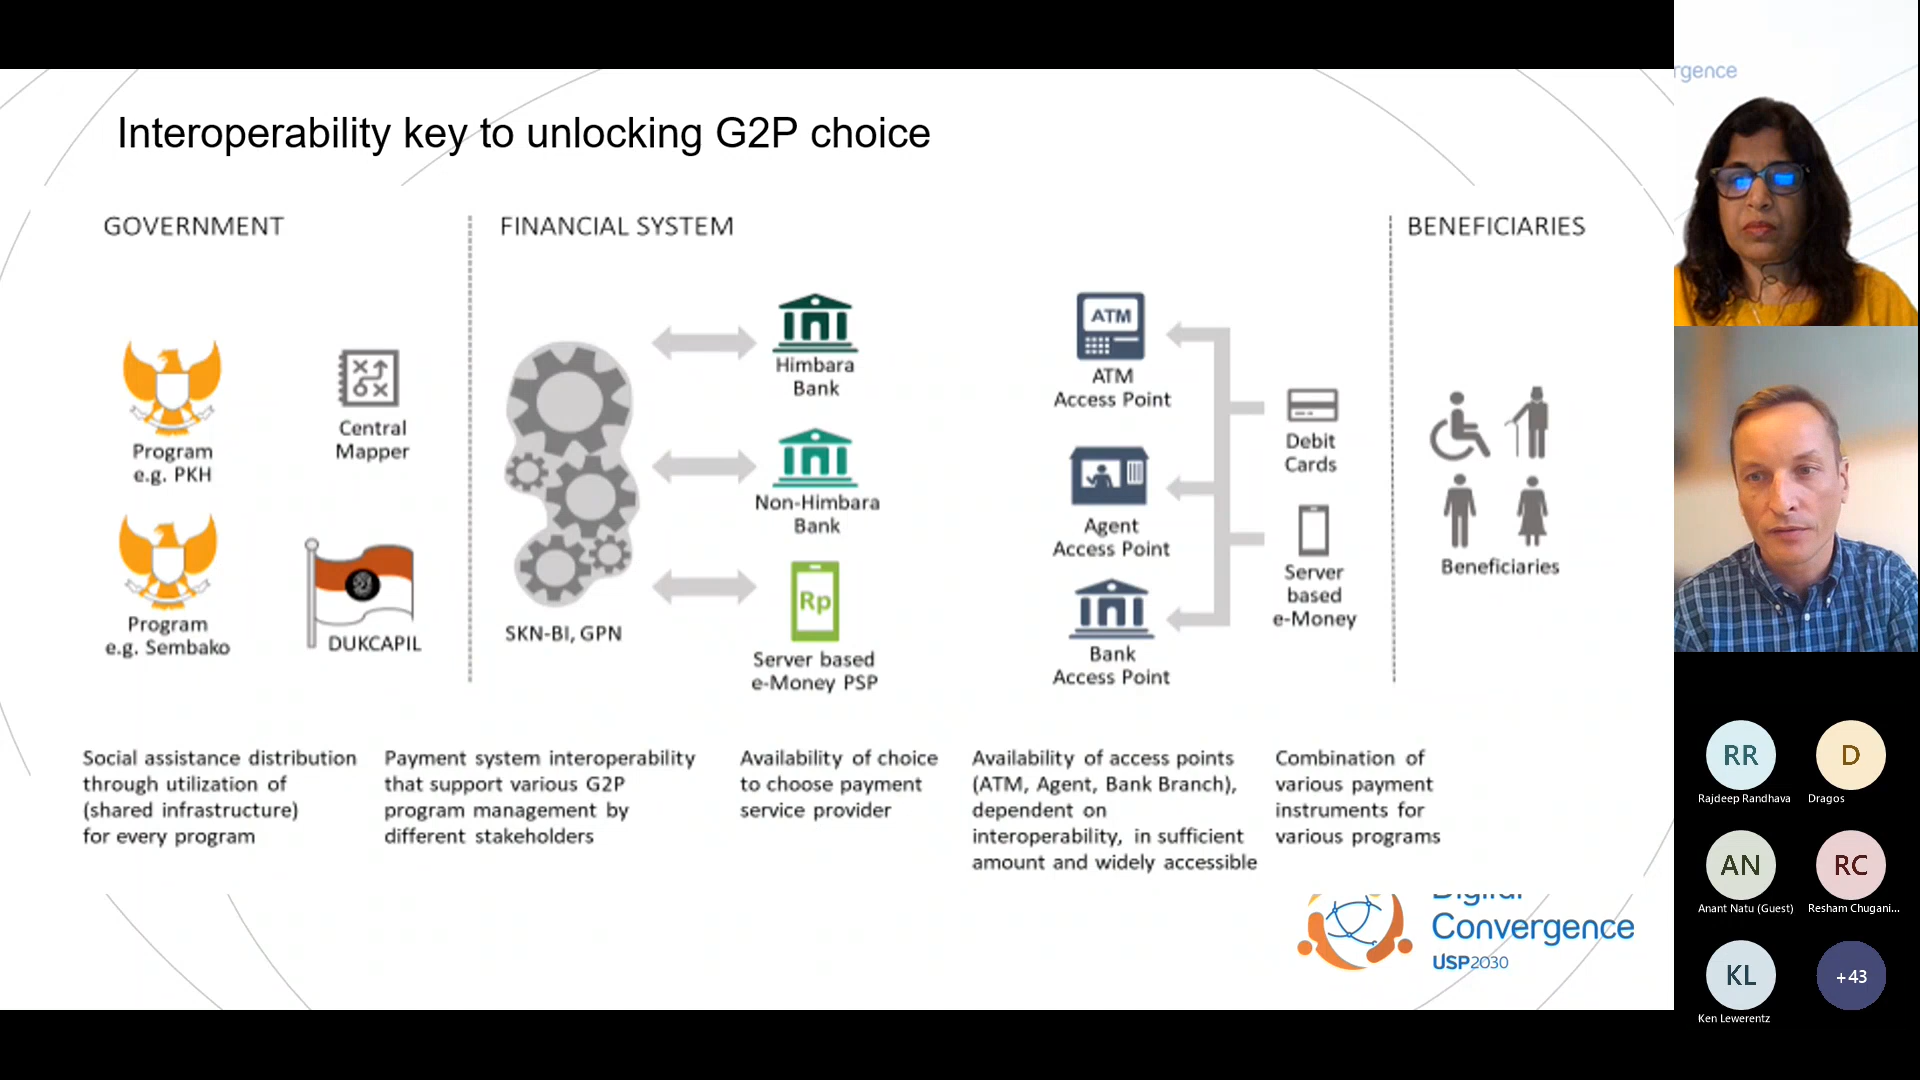 rgence
Interoperability key to unlocking G2P choice
GOVERNMENT
FINANCIAL SYSTEM
BENEFICIARIES
Program
e.g. PKH
Central
Mapper
Program
e.g. Sembako
DUKCAPIL
SKN-BI, GPN
Himbara
Bank
Non-Himbara
Bank
Rp
Server based
e-Money PSP
ATM
ATM
Access Point
Agent
Access Point
Bank
Access Point
Debit
Cards
Server
based
e-Money
Beneficiaries
Social assistance distribution
through utilization of
(shared infrastructure)
for every program
Payment system interoperability
that support various G2P
program management by
different stakeholders
Availability of choice
to choose payment
service provider
Availability of access points
(ATM, Agent, Bank Branch),
dependent on
interoperability, in sufficient
amount and widely accessible
Combination of
various payment
instruments for
various programs
Digital
Convergence
USP2030
RR
Rajdeep Randhava
D
Dragos
AN
Anant Natu (Guest)
RC
Resham Chugani...
KL
Ken Lewerentz
+43